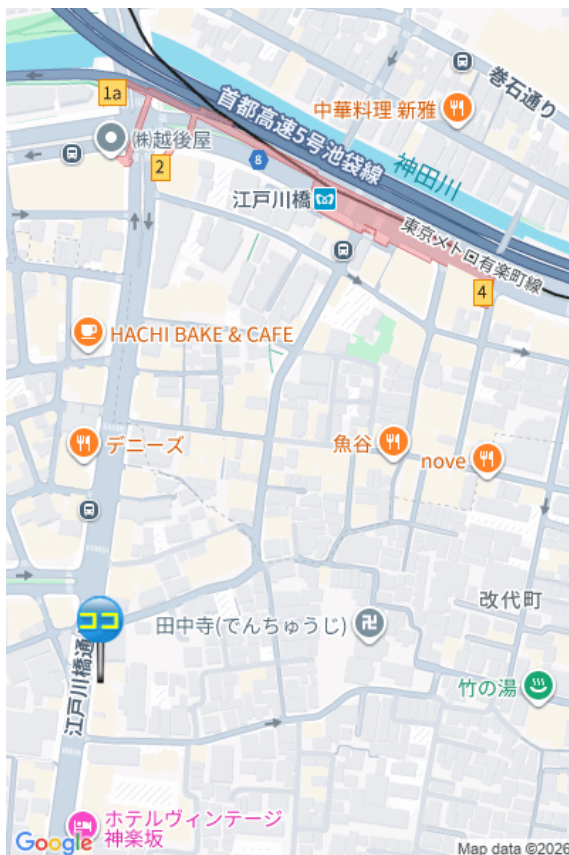 巻石通り
1a
首都高速5号池袋線
中華料理 新雅
㈱越後屋
2
8
神田川
江戸川橋
東京メトロ有楽町線
4
HACHI BAKE & CAFE
デニーズ
魚谷
nove
改代町
ココ
田中寺(でんちゅうじ)
江戸川橋通
竹の湯
ホテルヴィンテージ
神楽坂
Google
Map data ©2026